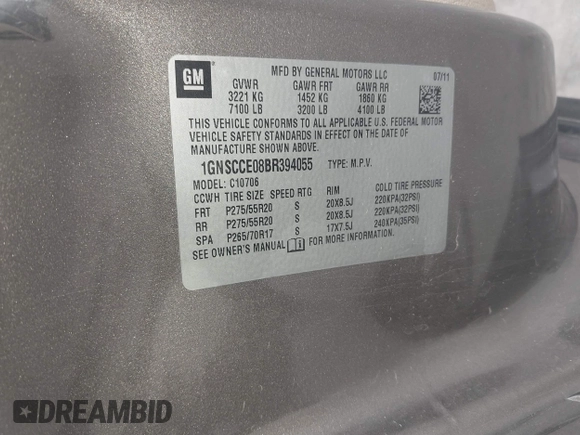 GM
MFD BY GENERAL MOTORS LLC 07/11
GVWR GAWR FRT GAWR RR
3221 KG 1452 KG 1860 KG
7100 LB 3200 LB 4100 LB
THIS VEHICLE CONFORMS TO ALL APPLICABLE U.S. FEDERAL MOTOR
VEHICLE SAFETY STANDARDS IN EFFECT ON THE DATE OF
MANUFACTURE SHOWN ABOVE.
1GNSCCE08BR394055 TYPE: M.P.V.
MODEL: C10706
CCWH TIRE SIZE SPEED RTG RIM COLD TIRE PRESSURE
FRT P275/55R20 S 20X8.5J 220KPA(32PSI)
RR P275/55R20 S 20X8.5J 220KPA(32PSI)
SPA P265/70R17 S 17X7.5J 240KPA(35PSI)
SEE OWNER'S MANUAL FOR MORE INFORMATION.
DREAMBID